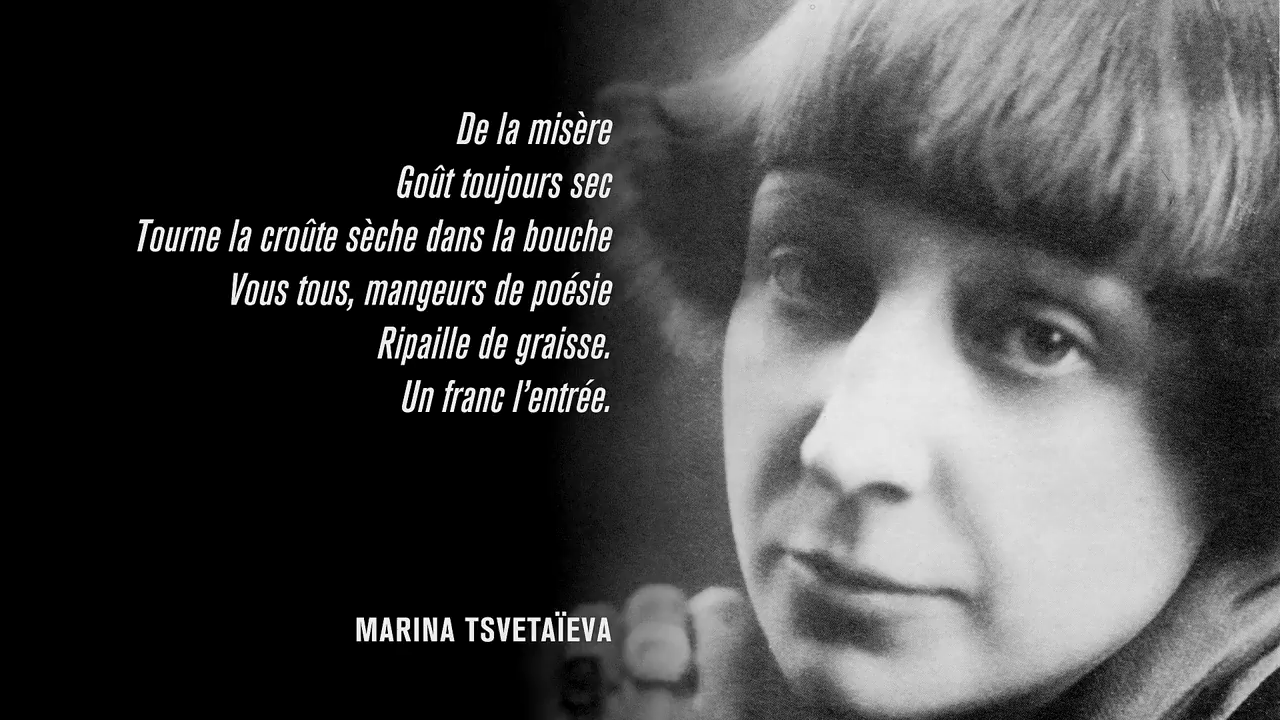 De la misère
Goût toujours sec
Tourne la croûte sèche dans la bouche
Vous tous, mangeurs de poésie
Ripaille de graisse.
Un franc l’entrée.
MARINA TSVETAÏEVA